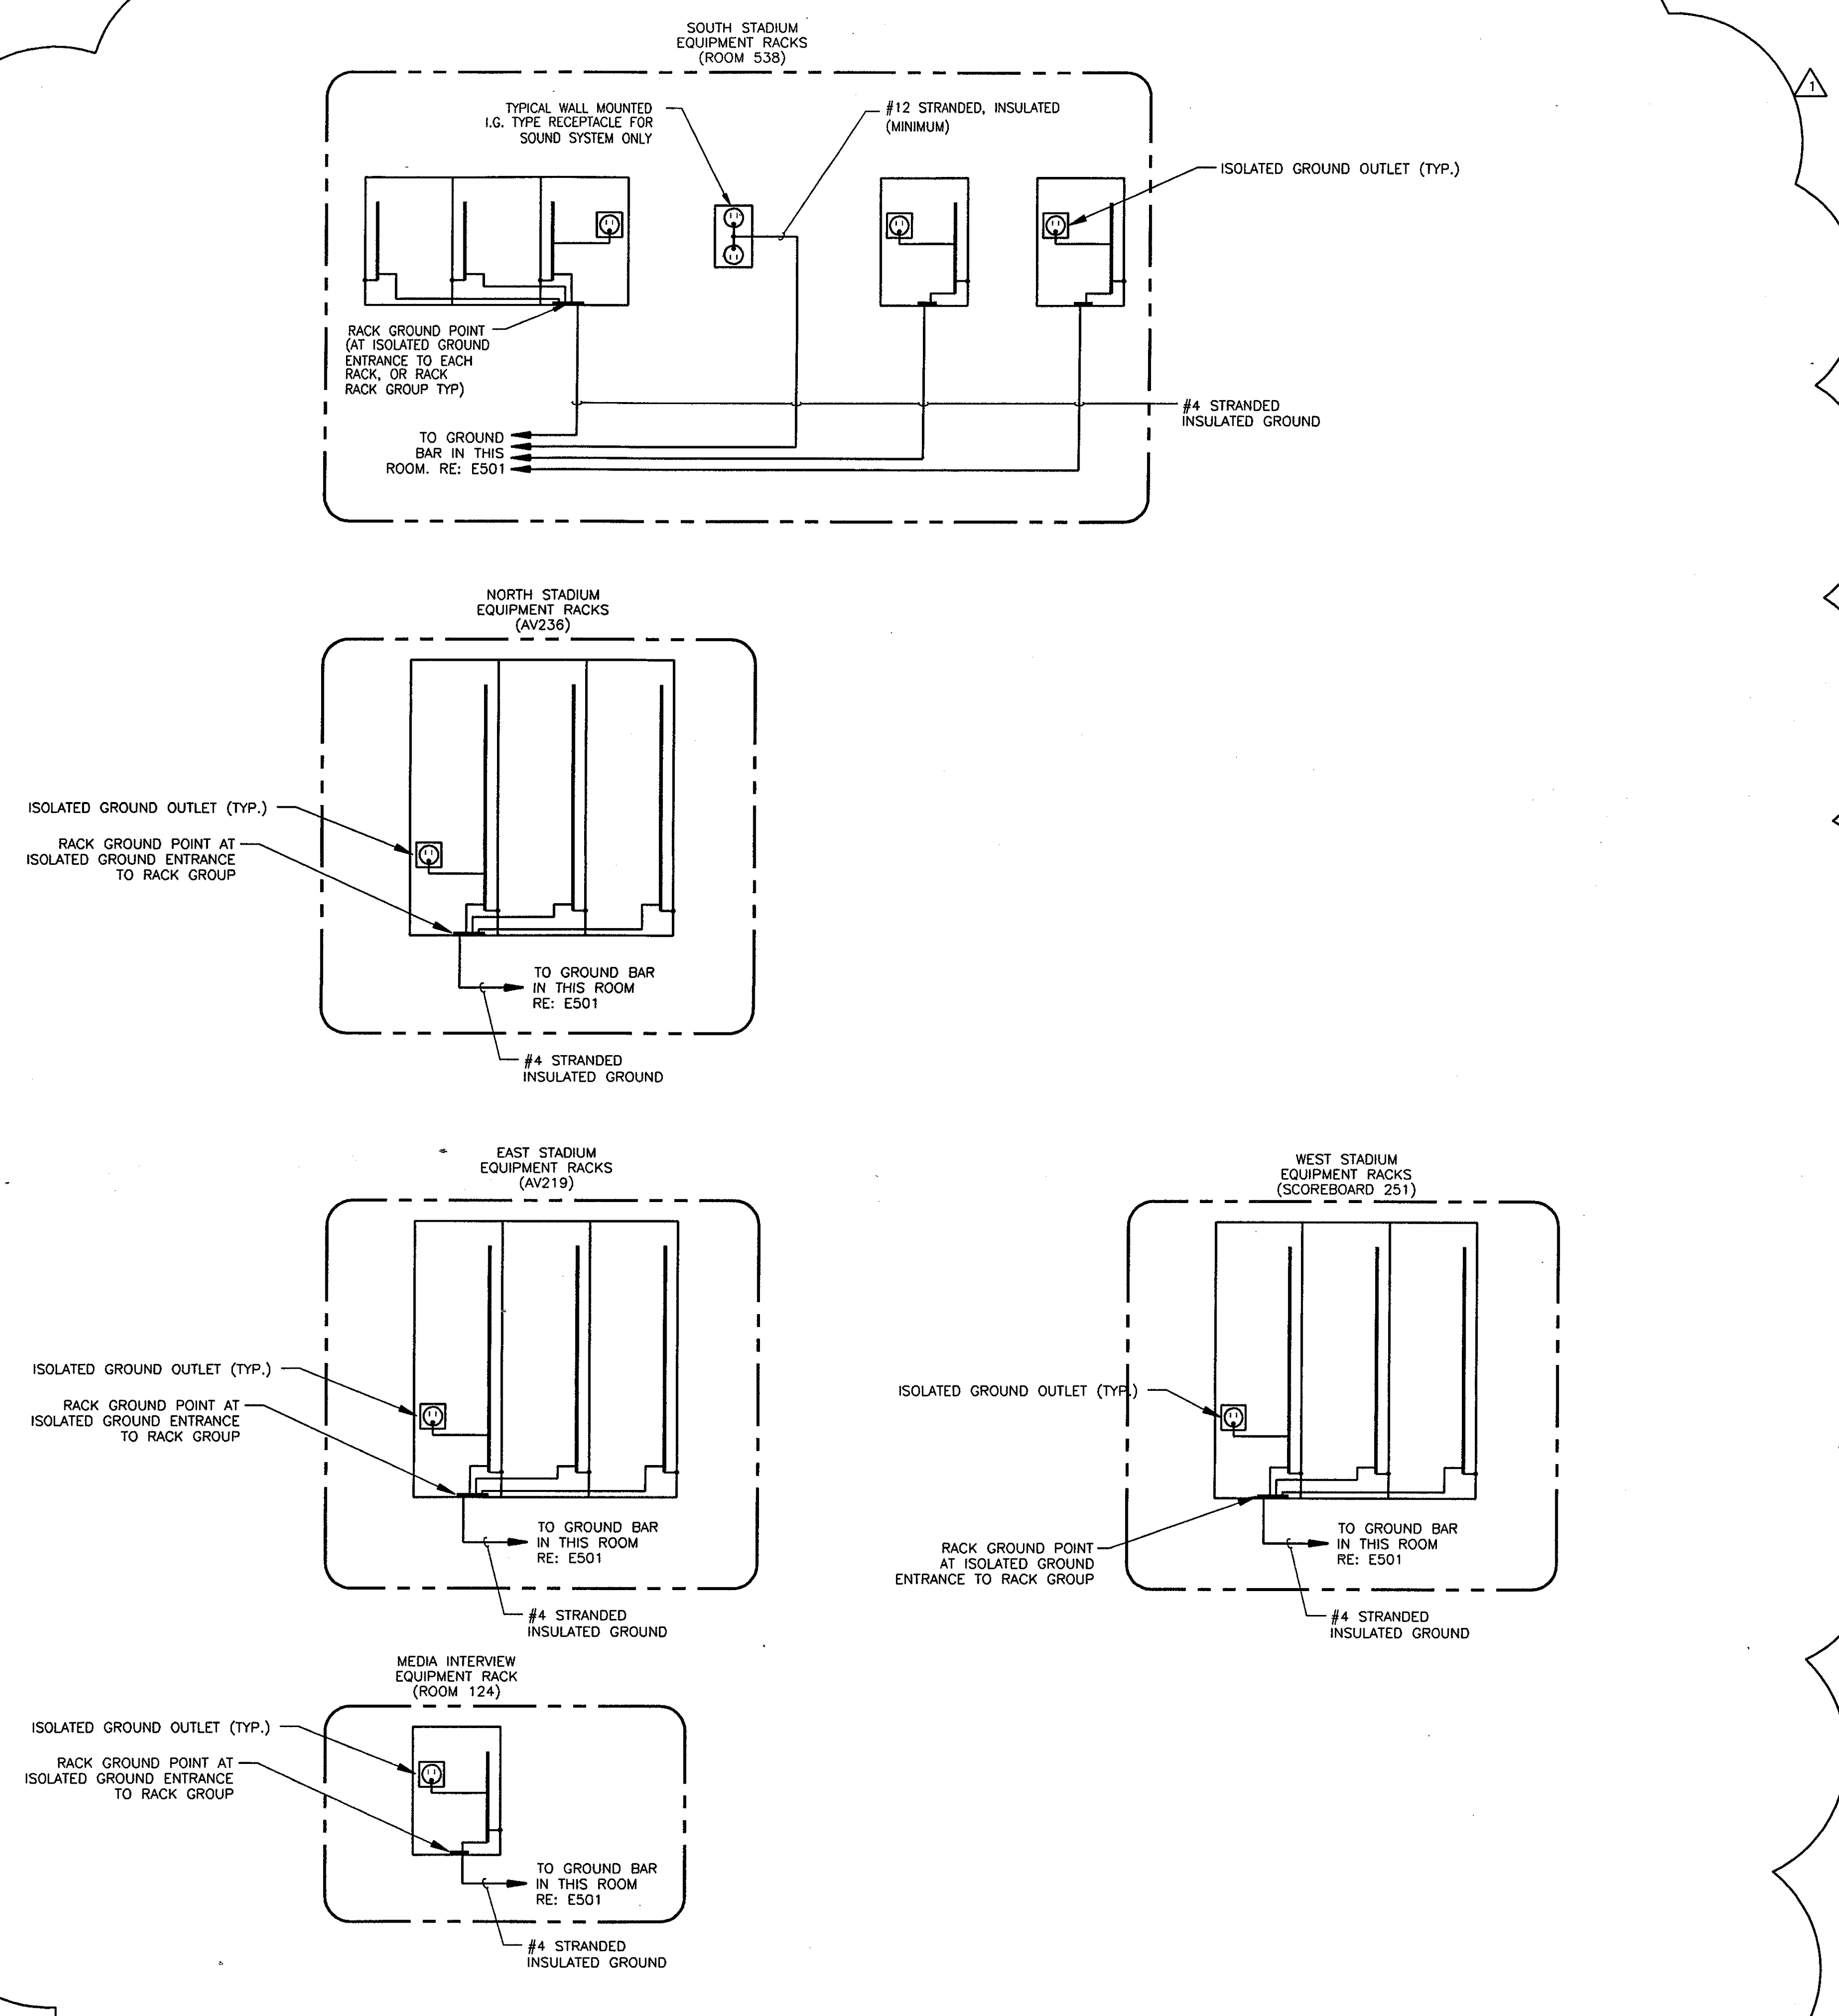 SOUTH STADIUM
EQUIPMENT RACKS
(ROOM 538)
1
TYPICAL WALL MOUNTED
I.G. TYPE RECEPTACLE FOR
SOUND SYSTEM ONLY
#12 STRANDED, INSULATED
(MINIMUM)
ISOLATED GROUND OUTLET (TYP.)
RACK GROUND POINT
(AT ISOLATED GROUND
ENTRANCE TO EACH
RACK, OR RACK
RACK GROUP TYP)
#4 STRANDED
INSULATED GROUND
TO GROUND
BAR IN THIS
ROOM. RE: E501
NORTH STADIUM
EQUIPMENT RACKS
(AV236)
ISOLATED GROUND OUTLET (TYP.)
RACK GROUND POINT AT
ISOLATED GROUND ENTRANCE
TO RACK GROUP
TO GROUND BAR
IN THIS ROOM
RE: E501
#4 STRANDED
INSULATED GROUND
EAST STADIUM
EQUIPMENT RACKS
(AV219)
ISOLATED GROUND OUTLET (TYP.)
RACK GROUND POINT AT
ISOLATED GROUND ENTRANCE
TO RACK GROUP
TO GROUND BAR
IN THIS ROOM
RE: E501
#4 STRANDED
INSULATED GROUND
WEST STADIUM
EQUIPMENT RACKS
(SCOREBOARD 251)
ISOLATED GROUND OUTLET (TYP.)
RACK GROUND POINT
AT ISOLATED GROUND
ENTRANCE TO RACK GROUP
TO GROUND BAR
IN THIS ROOM
RE: E501
#4 STRANDED
INSULATED GROUND
MEDIA INTERVIEW
EQUIPMENT RACK
(ROOM 124)
ISOLATED GROUND OUTLET (TYP.)
RACK GROUND POINT AT
ISOLATED GROUND ENTRANCE
TO RACK GROUP
TO GROUND BAR
IN THIS ROOM
RE: E501
#4 STRANDED
INSULATED GROUND